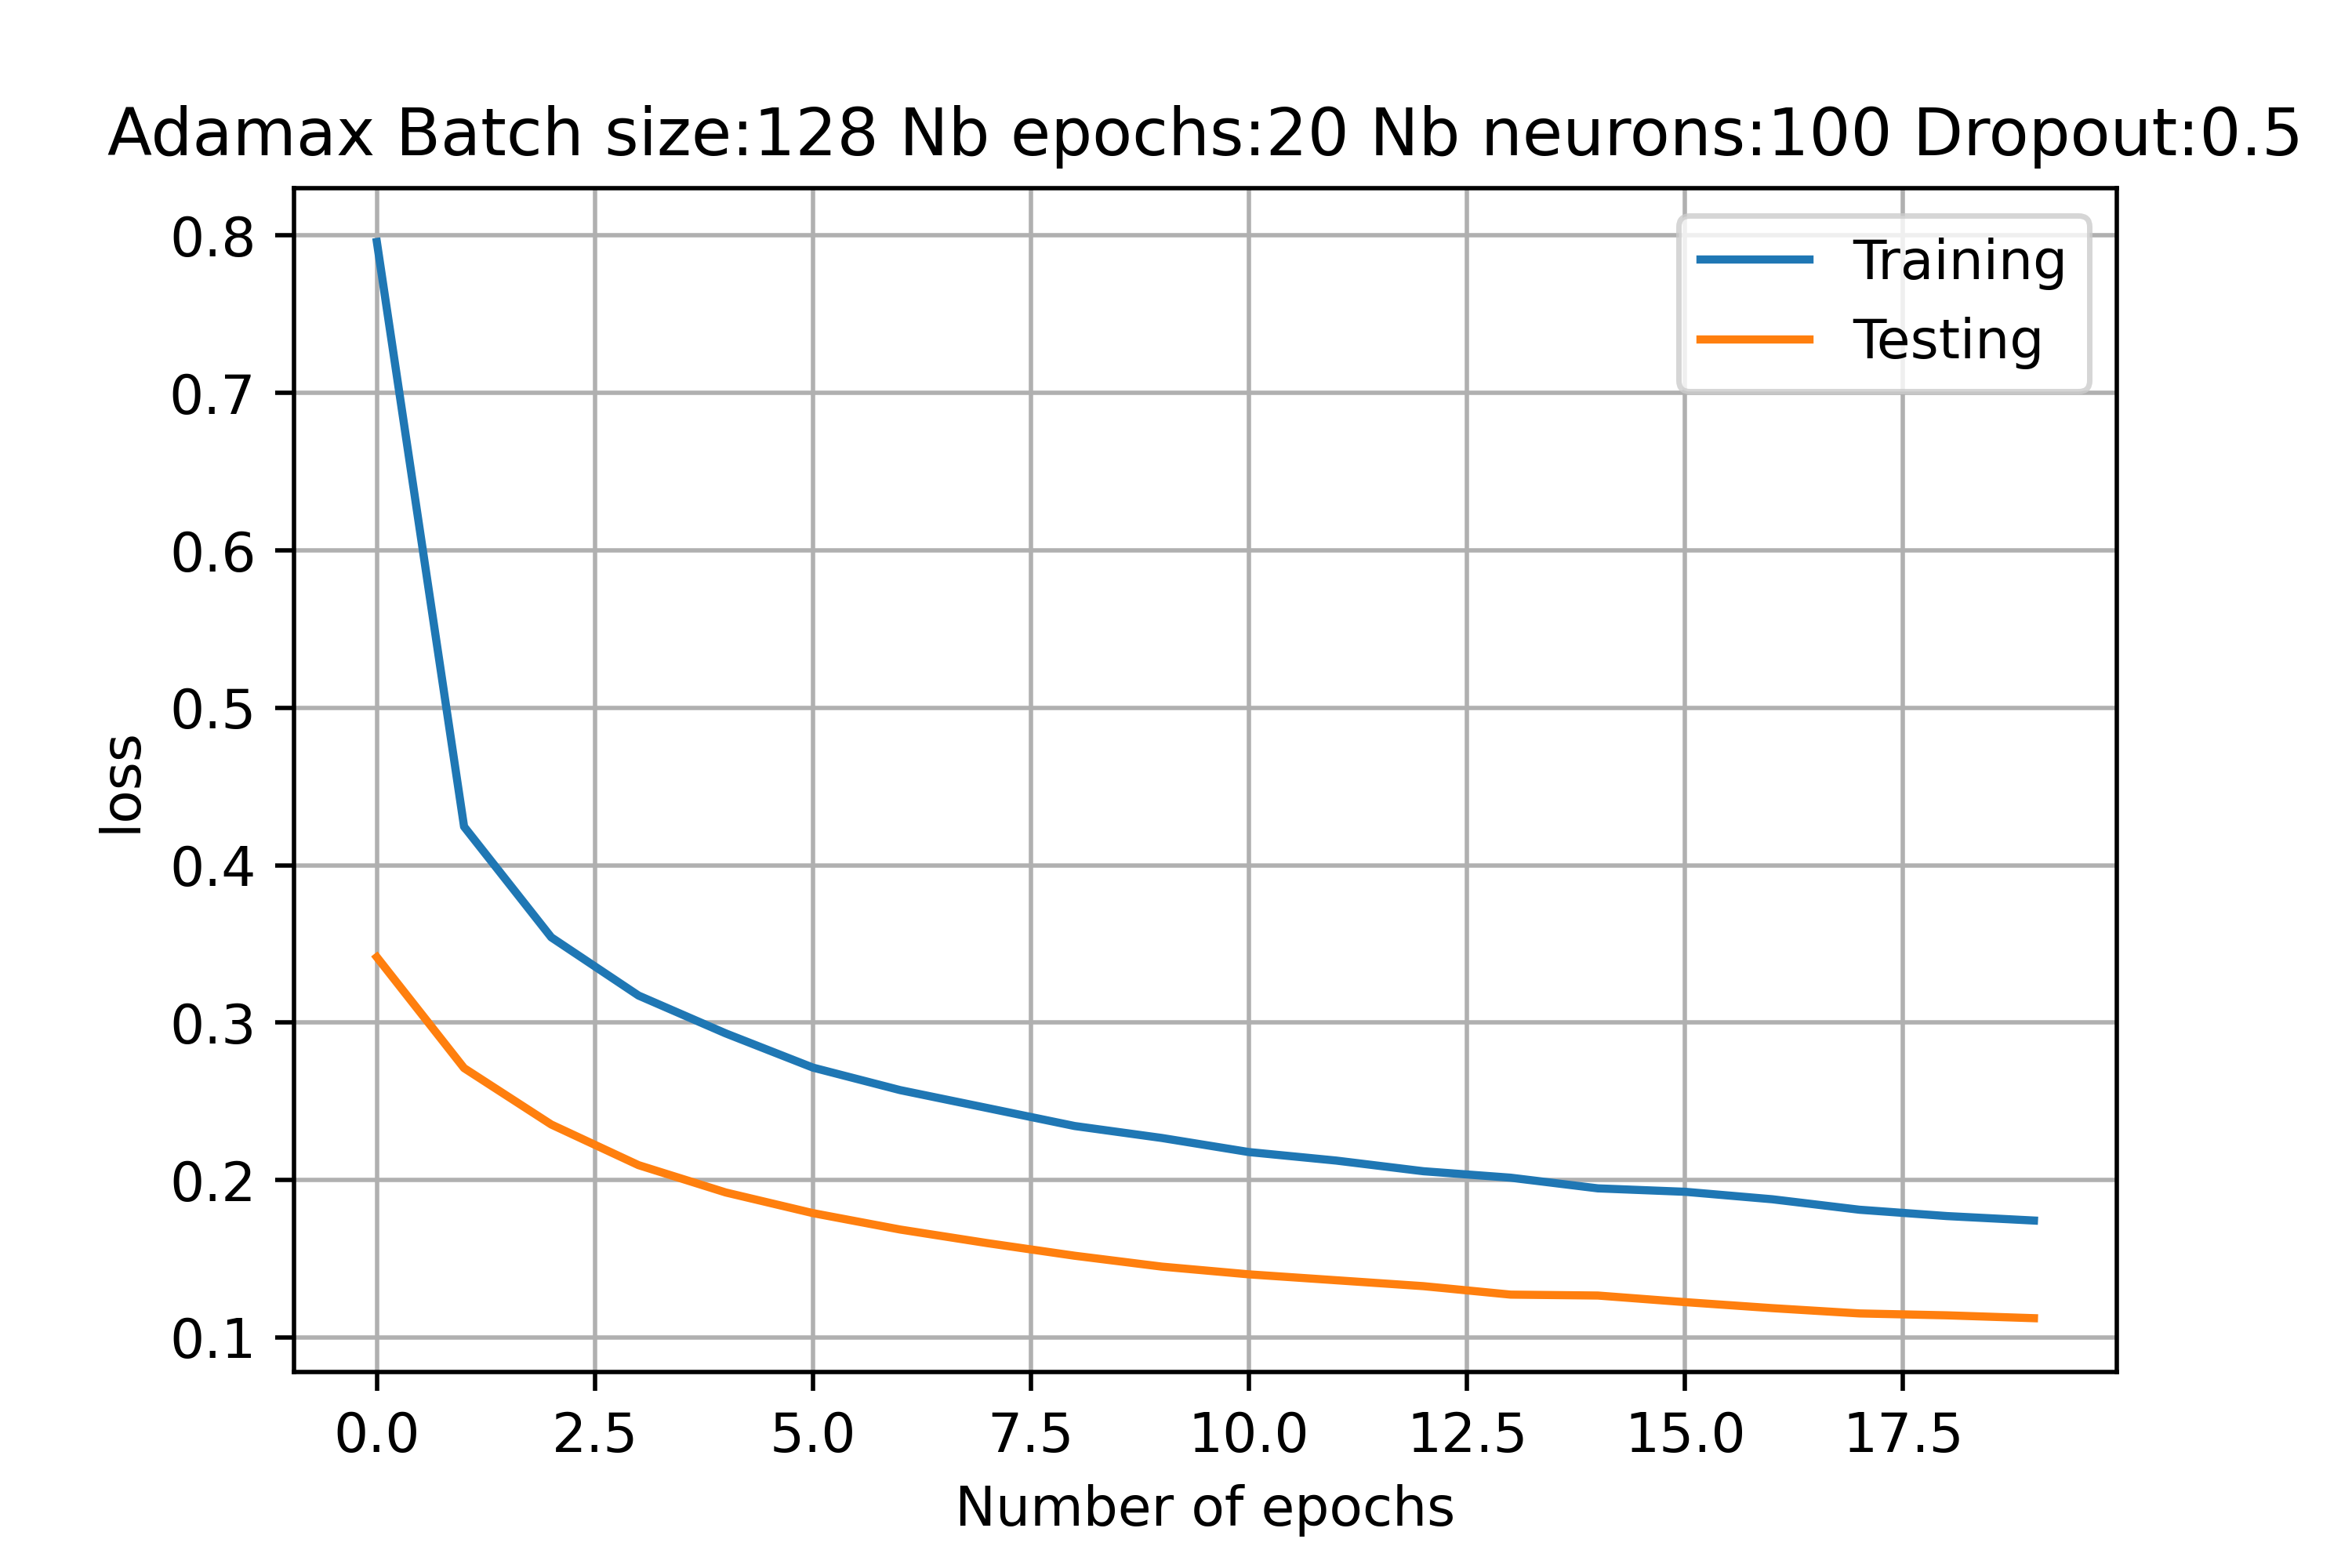 Adamax Batch size:128 Nb epochs:20 Nb neurons:100 Dropout:0.5
0.8
0.7
0.6
0.5
0.4
0.3
0.2
0.1
loss
Training
Testing
0.0 2.5 5.0 7.5 10.0 12.5 15.0 17.5
Number of epochs